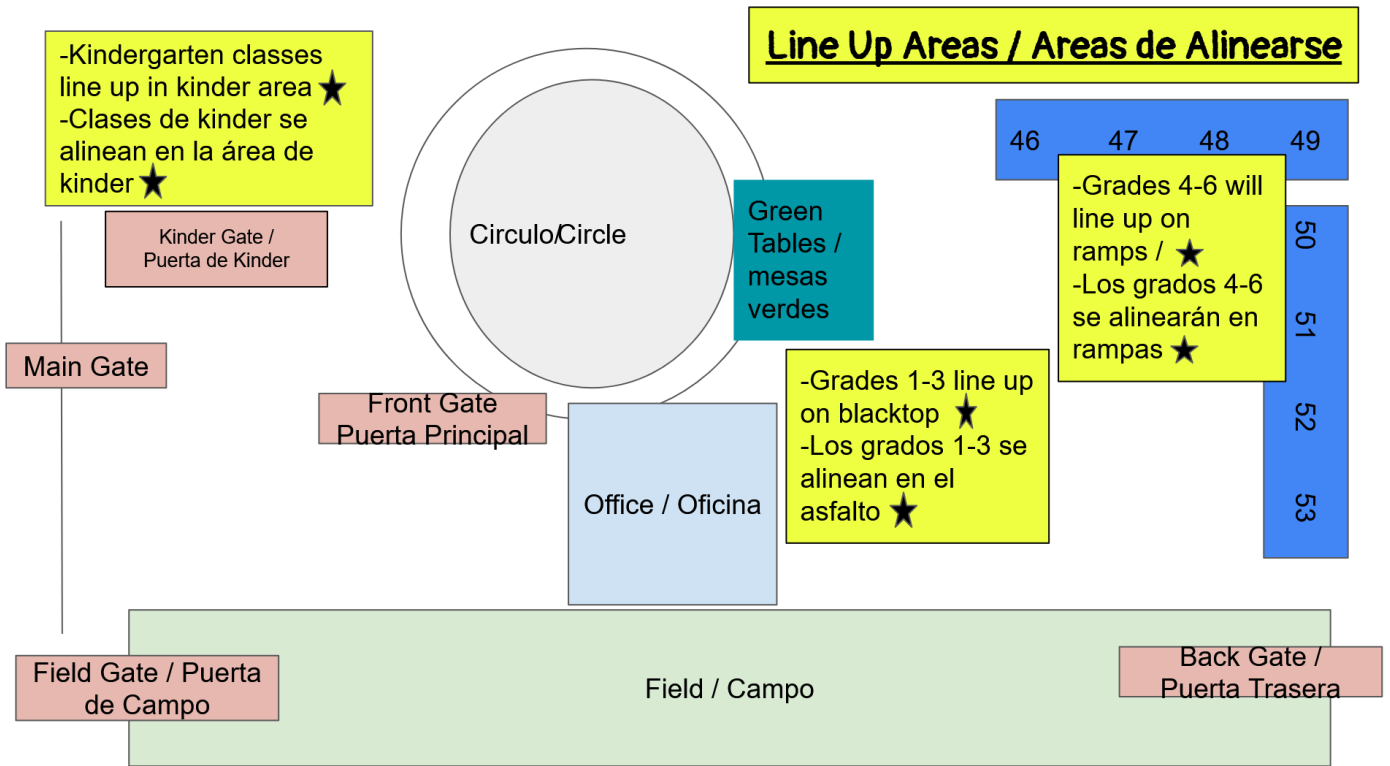 Line Up Areas / Areas de Alinearse
-Kindergarten classes
line up in kinder area
-Clases de kinder se
alinean en la área de
kinder
Kinder Gate /
Puerta de Kinder
Main Gate
Circulo/Circle
Green
Tables /
mesas
verdes
46 47 48 49
-Grades 4-6 will
line up on
ramps /
-Los grados 4-6
se alinearán en
rampas
50
51
52
53
Front Gate
Puerta Principal
Office / Oficina
-Grades 1-3 line up
on blacktop
-Los grados 1-3 se
alinean en el
asfalto
Field Gate / Puerta
de Campo
Field / Campo
Back Gate /
Puerta Trasera